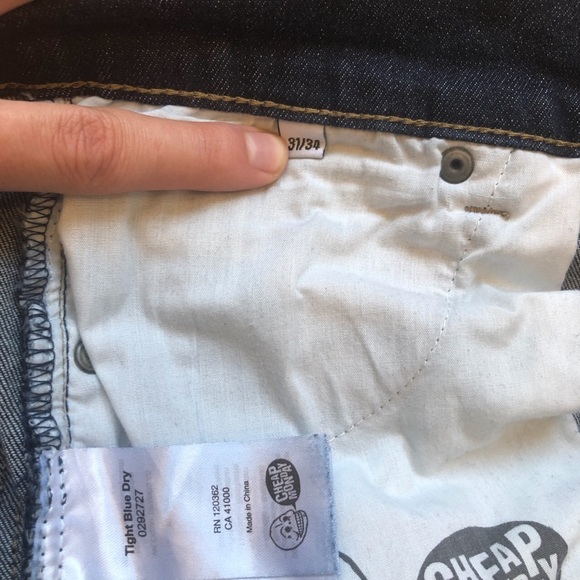 31/34
Tight Blue Dry
0292727
RN 120362
CA 41000
Made in China
CHEAP
MONDAY
CHEAP